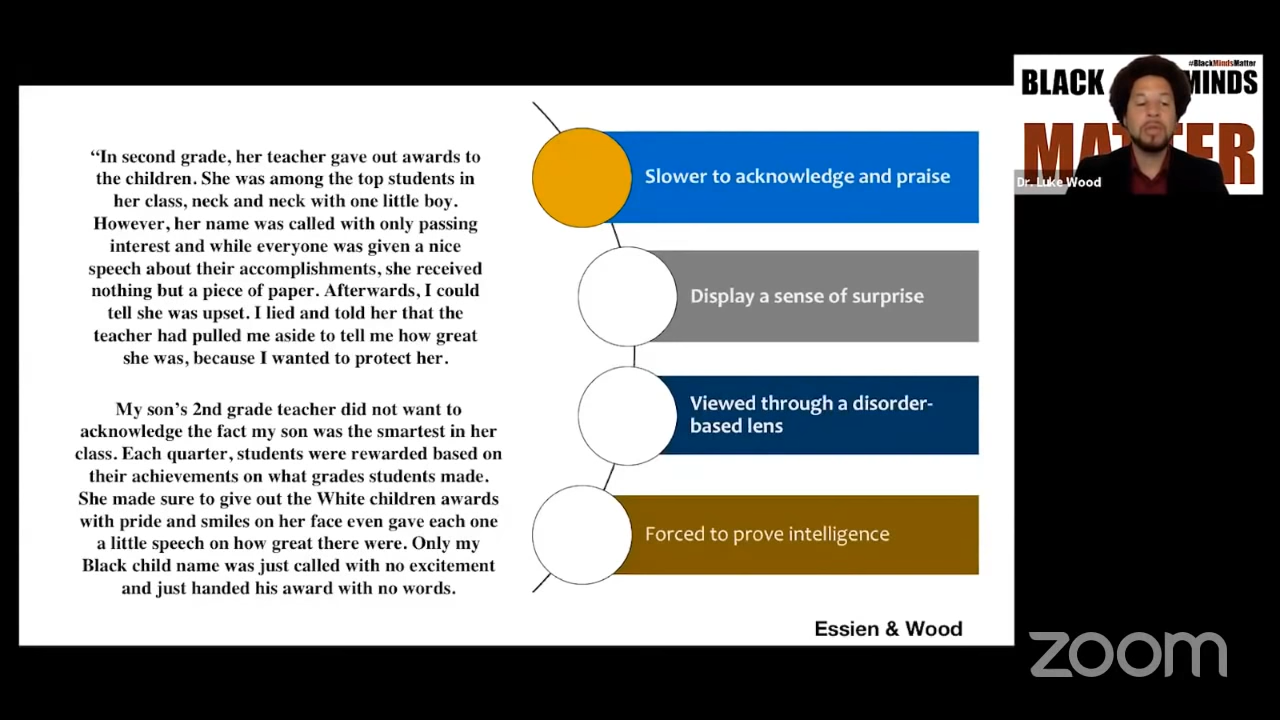 “In second grade, her teacher gave out awards to
the children. She was among the top students in
her class, neck and neck with one little boy.
However, her name was called with only passing
interest and while everyone was given a nice
speech about their accomplishments, she received
nothing but a piece of paper. Afterwards, I could
tell she was upset. I lied and told her that the
teacher had pulled me aside to tell me how great
she was, because I wanted to protect her.
My son’s 2nd grade teacher did not want to
acknowledge the fact my son was the smartest in her
class. Each quarter, students were rewarded based on
their achievements on what grades students made.
She made sure to give out the White children awards
with pride and smiles on her face even gave each one
a little speech on how great there were. Only my
Black child name was just called with no excitement
and just handed his award with no words.
Slower to acknowledge and praise
Display a sense of surprise
Viewed through a disorder-
based lens
Forced to prove intelligence
Essien & Wood
#BlackMindsMatter
BLACK MINDS
MATTER
Dr. Luke Wood
zoom